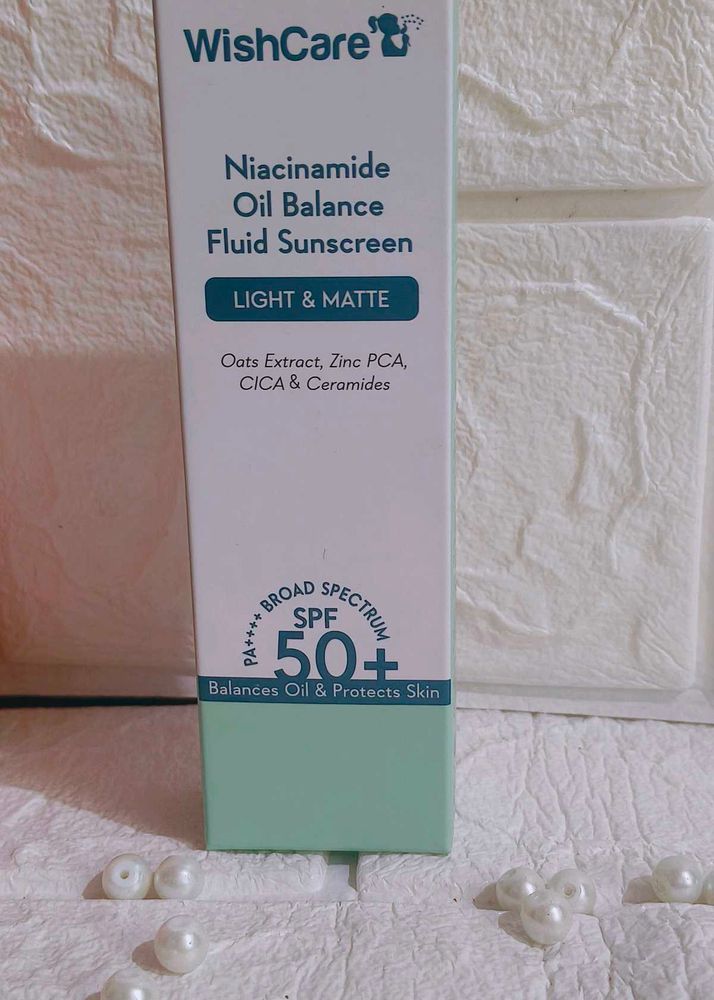 WishCare
Niacinamide
Oil Balance
Fluid Sunscreen
LIGHT & MATTE
Oats Extract, Zinc PCA,
CICA & Ceramides
PA++++ BROAD SPECTRUM
SPF
50+
Balances Oil & Protects Skin